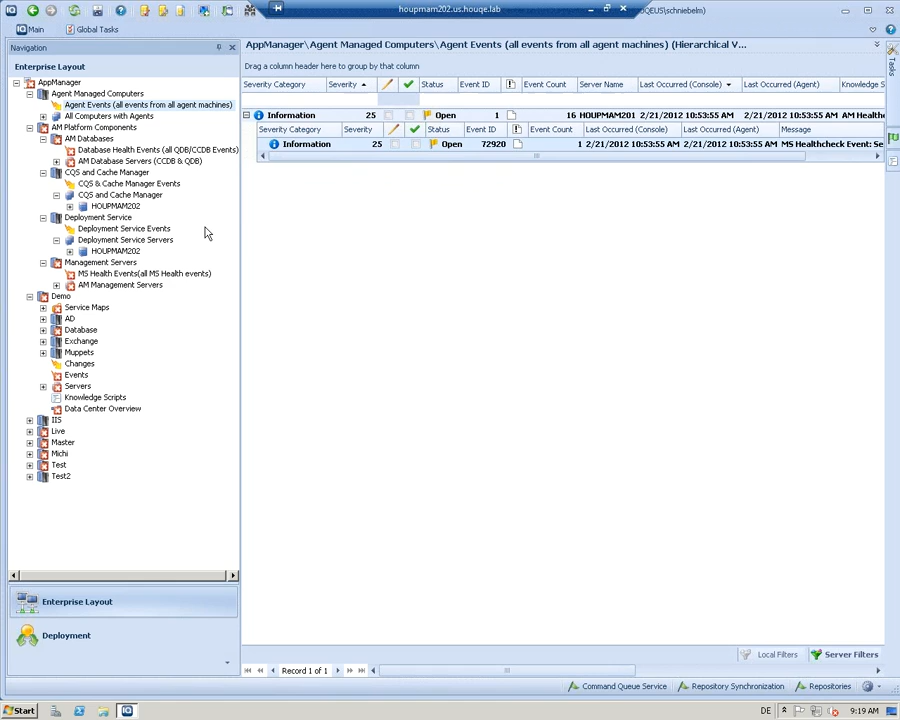 houpmam202.us.houqe.lab
QEUS\schniebelm)
Main
Global Tasks
Navigation
Enterprise Layout
AppManager
Agent Managed Computers
Agent Events (all events from all agent machines)
All Computers with Agents
AM Platform Components
AM Databases
Database Health Events (all QDB/CCDB Events)
AM Database Servers (CCDB & QDB)
CQS and Cache Manager
CQS & Cache Manager Events
CQS and Cache Manager
HOUPMAM202
Deployment Service
Deployment Service Events
Deployment Service Servers
HOUPMAM202
Management Servers
MS Health Events(all MS Health events)
AM Management Servers
Demo
Service Maps
AD
Database
Exchange
Muppets
Changes
Events
Servers
Knowledge Scripts
Data Center Overview
IIS
Live
Master
Michi
Test
Test2
Enterprise Layout
Deployment
AppManager\Agent Managed Computers\Agent Events (all events from all agent machines) (Hierarchical V...
Drag a column header here to group by that column
Severity Category Severity Status Event ID Event Count Server Name Last Occurred (Console) Last Occurred (Agent) Knowledge S
Information 25 Open 1 16 HOUPMAM201 2/21/2012 10:53:55 AM 2/21/2012 10:53:55 AM AM Healthc
Severity Category Severity Status Event ID Event Count Last Occurred (Console) Last Occurred (Agent) Message
Information 25 Open 72920 1 2/21/2012 10:53:55 AM 2/21/2012 10:53:55 AM MS Healthcheck Event: Se
Tasks
Local Filters
Server Filters
Record 1 of 1
Command Queue Service
Repository Synchronization
Repositories
Start
DE
9:19 AM